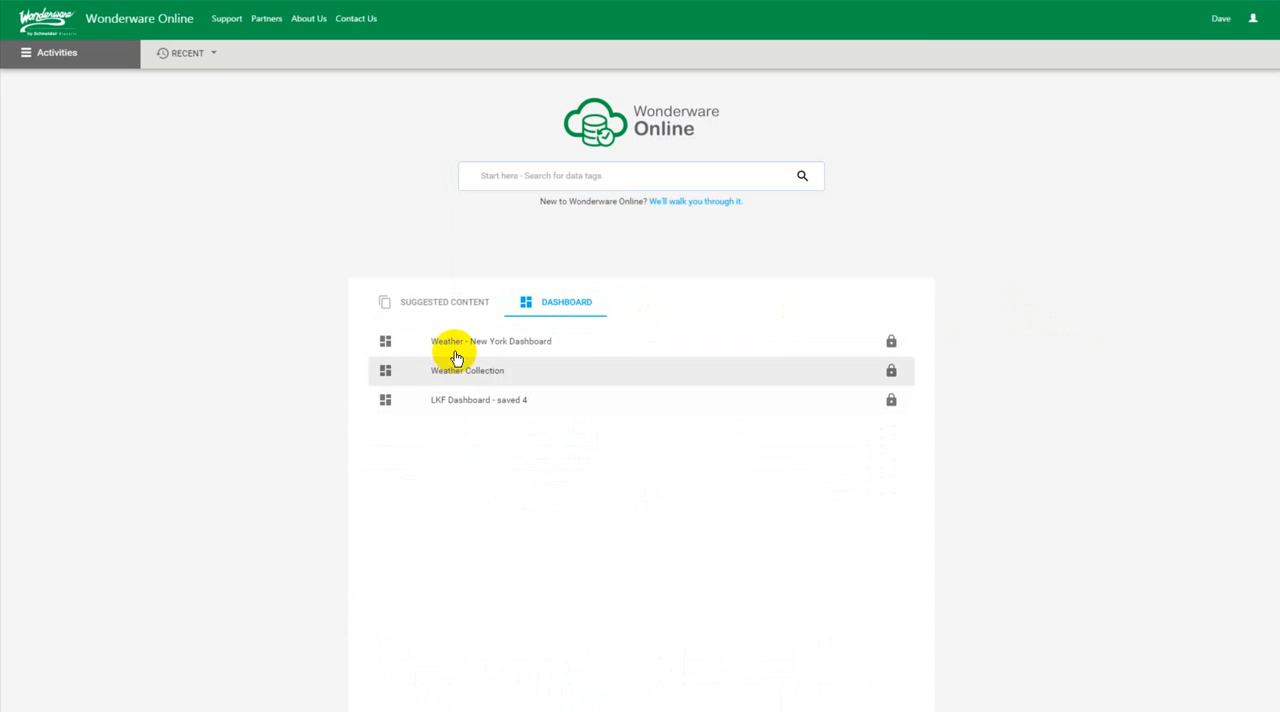 Wonderware
by Schneider Electric
Wonderware Online Support Partners About Us Contact Us Dave
Activities RECENT
Wonderware
Online
Start here - Search for data tags
New to Wonderware Online? We'll walk you through it.
SUGGESTED CONTENT DASHBOARD
Weather - New York Dashboard
Weather Collection
LKF Dashboard - saved 4